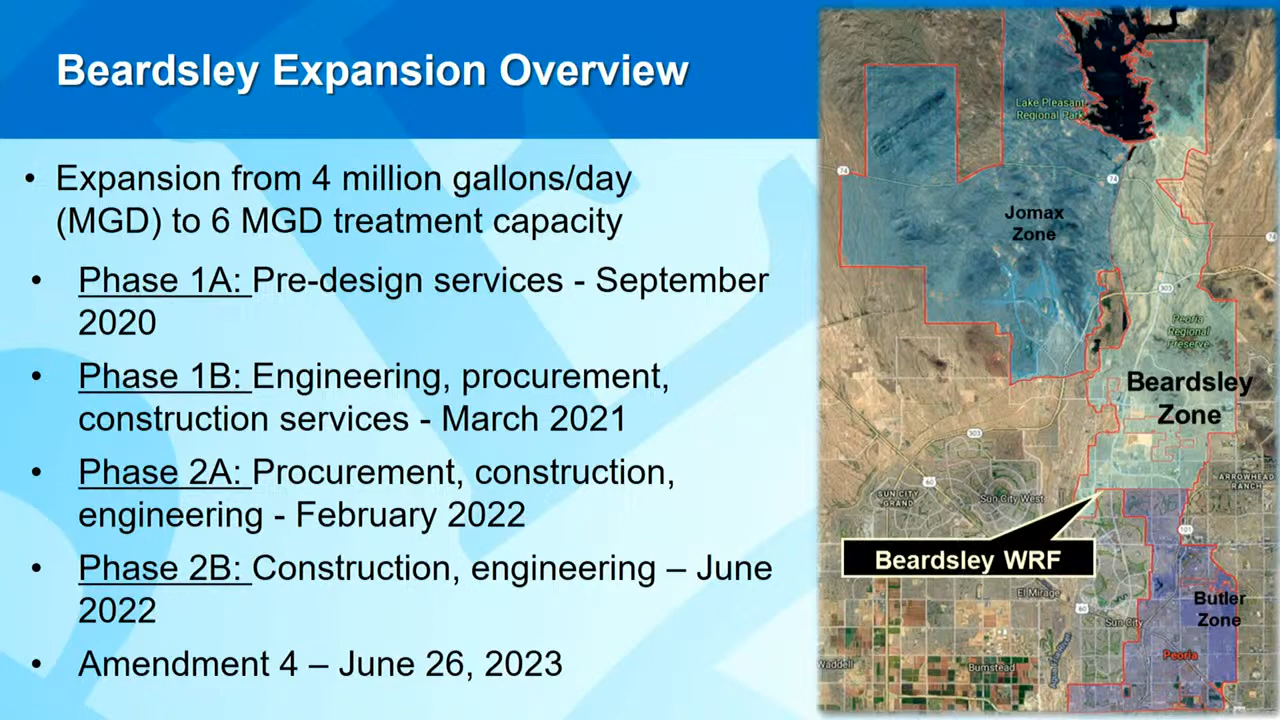 Beardsley Expansion Overview
• Expansion from 4 million gallons/day
(MGD) to 6 MGD treatment capacity
• Phase 1A: Pre-design services - September
2020
• Phase 1B: Engineering, procurement,
construction services - March 2021
• Phase 2A: Procurement, construction,
engineering - February 2022
• Phase 2B: Construction, engineering – June
2022
• Amendment 4 – June 26, 2023
Lake Pleasant
Regional Park
74
74
74
Jomax
Zone
303
Peoria
Regional
Preserve
Beardsley
Zone
303
60
SUN CITY
GRAND
Sun City West
ARROWHEAD
RANCH
101
Beardsley WRF
El Mirage
60
Sun City
Butler
Zone
Waddell
Bumstead
Peoria